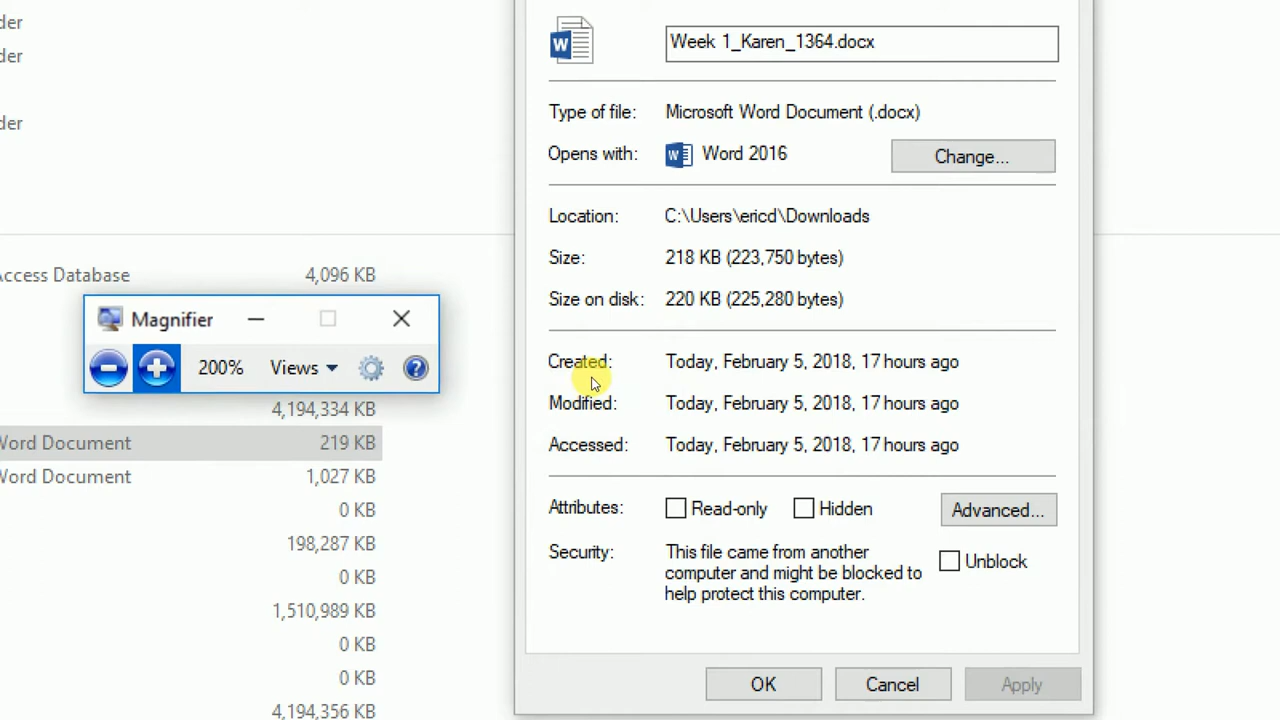 der
der
der
Access Database 4,096 KB
4,194,334 KB
Word Document 219 KB
Word Document 1,027 KB
0 KB
198,287 KB
0 KB
1,510,989 KB
0 KB
0 KB
4,194,356 KB
Magnifier
200% Views
Week 1_Karen_1364.docx
Type of file: Microsoft Word Document (.docx)
Opens with: Word 2016 Change...
Location: C:\Users\ericd\Downloads
Size: 218 KB (223,750 bytes)
Size on disk: 220 KB (225,280 bytes)
Created: Today, February 5, 2018, 17 hours ago
Modified: Today, February 5, 2018, 17 hours ago
Accessed: Today, February 5, 2018, 17 hours ago
Attributes: Read-only Hidden Advanced...
Security: This file came from another
computer and might be blocked to
help protect this computer.
Unblock
OK Cancel Apply